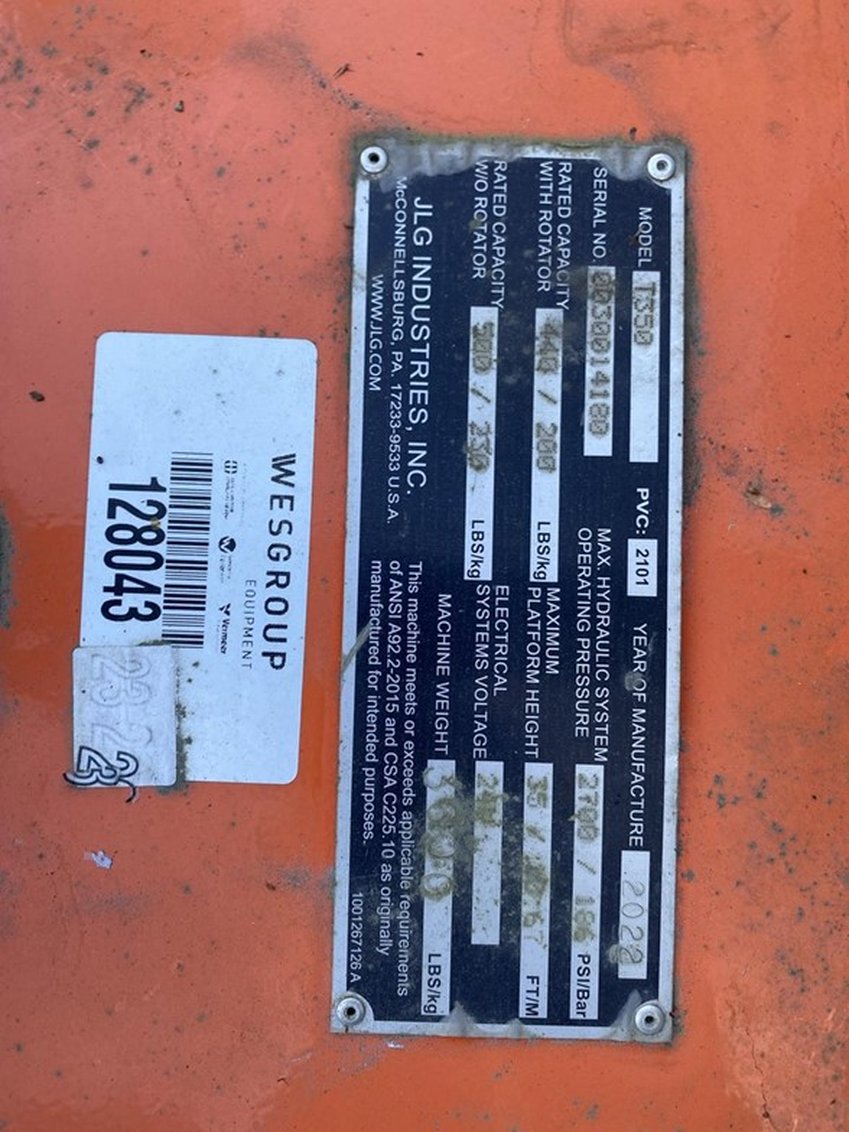 MODEL T350 PVC: 2101 YEAR OF MANUFACTURE 2022
SERIAL NO. 0030014180
MAX. HYDRAULIC SYSTEM
OPERATING PRESSURE 2700 / 186 PSI/Bar
RATED CAPACITY
WITH ROTATOR 440 / 200 LBS/kg
MAXIMUM
PLATFORM HEIGHT 35 / FT/M
RATED CAPACITY
W/O ROTATOR 500 / 230 LBS/kg
ELECTRICAL
SYSTEMS VOLTAGE
MACHINE WEIGHT LBS/kg
JLG INDUSTRIES, INC.
McCONNELLSBURG, PA. 17233-9533 U.S.A.
WWW.JLG.COM
This machine meets or exceeds applicable requirements
of ANSI A92.2-2015 and CSA C225.10 as originally
manufactured for intended purposes.
1001267126 A
WESGROUP
EQUIPMENT
Vermeer
128043
23